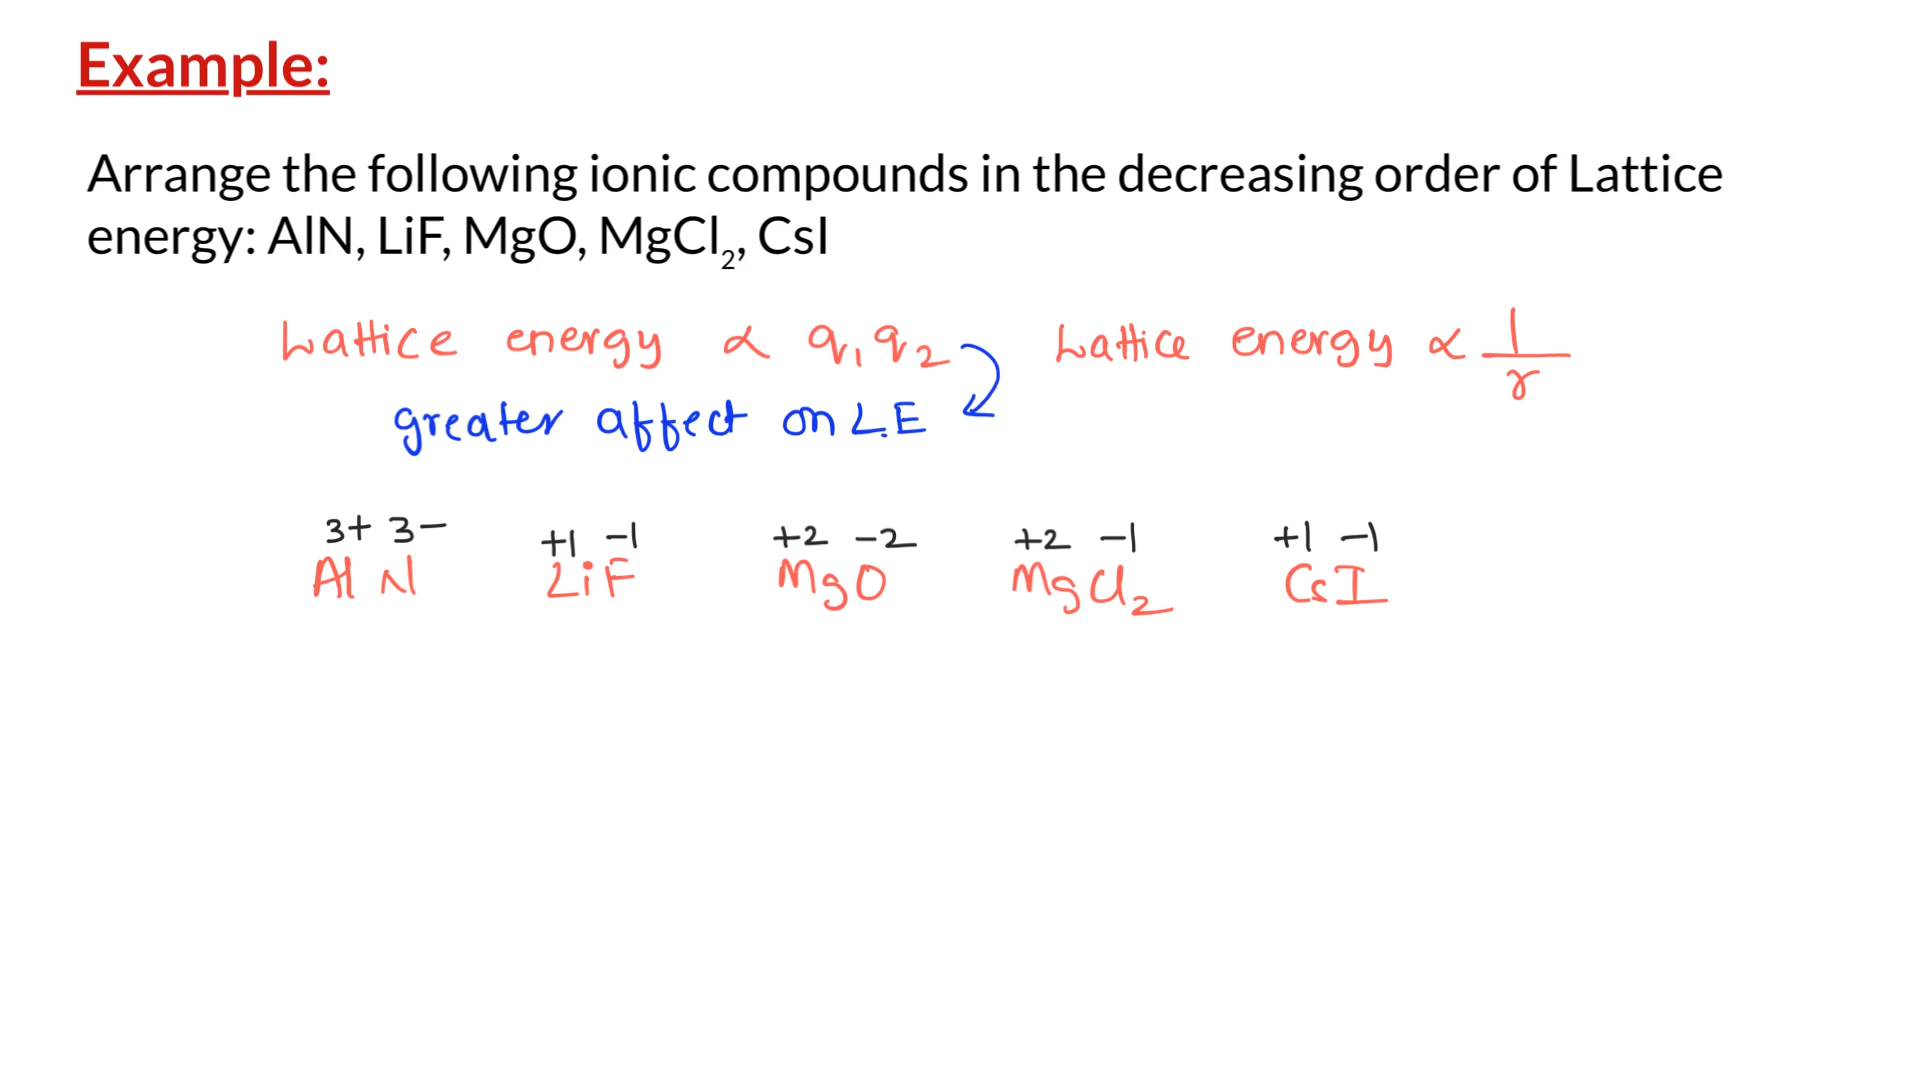 Example:
Arrange the following ionic compounds in the decreasing order of Lattice
energy: AlN, LiF, MgO, MgCl₂, CsI
Lattice energy ∝ q₁q₂ Lattice energy ∝ 1/r
greater affect on L.E
3+ 3− +1 −1 +2 −2 +2 −1 +1 −1
AlN LiF MgO MgCl₂ CsI